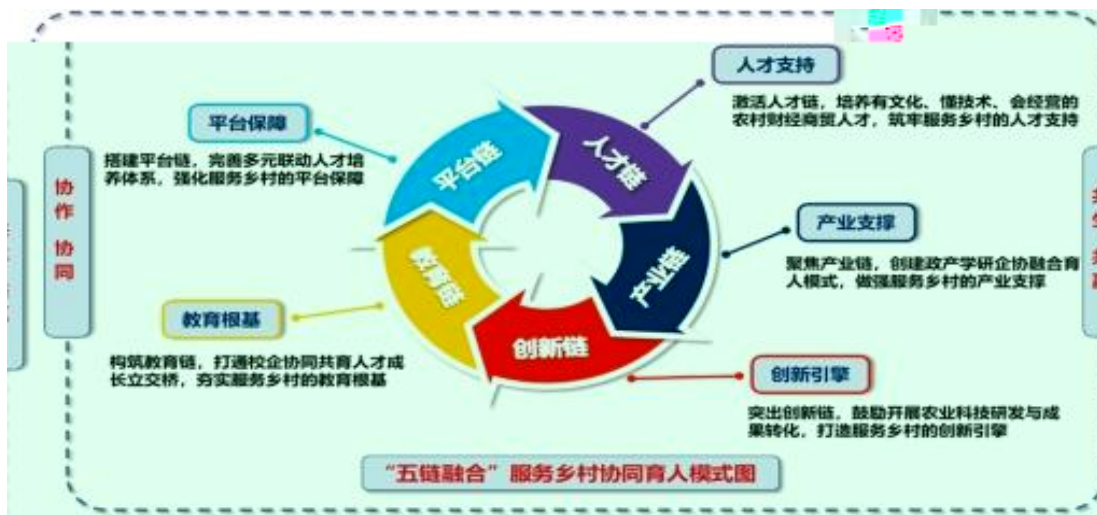 人才支持
激活人才链，培养有文化、懂技术、会经营的
农村财经商贸人才，筑牢服务乡村的人才支持
平台保障
搭建平台链，完善多元联动人才培
养体系，强化服务乡村的平台保障
协作 协同
平台链
人才链
产业链
创新链
教育链
产业支撑
聚焦产业链，创建政产学研企协融合育
人模式，做强服务乡村的产业支撑
教育根基
构筑教育链，打通校企协同共育人才成
长立交桥，夯实服务乡村的教育根基
创新引擎
突出创新链，鼓励开展农业科技研发与成
果转化，打造服务乡村的创新引擎
“五链融合”服务乡村协同育人模式图